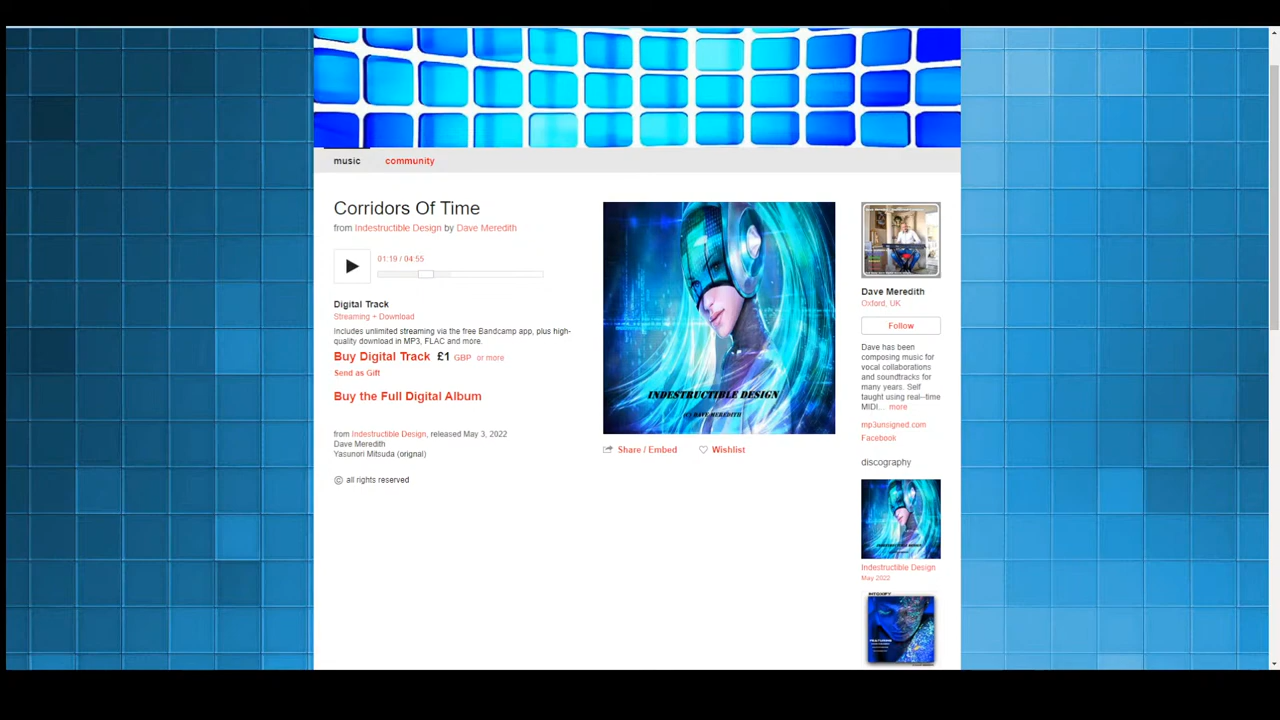 music community
Corridors Of Time
from Indestructible Design by Dave Meredith
01:19 / 04:55
Digital Track
Streaming + Download
Includes unlimited streaming via the free Bandcamp app, plus high-
quality download in MP3, FLAC and more.
Buy Digital Track £1 GBP or more
Send as Gift
Buy the Full Digital Album
from Indestructible Design, released May 3, 2022
Dave Meredith
Yasunori Mitsuda (orignal)
© all rights reserved
INDESTRUCTIBLE DESIGN
(C) DAVE MEREDITH
Share / Embed Wishlist
Dave Meredith
Oxford, UK
Follow
Dave has been
composing music for
vocal collaborations
and soundtracks for
many years. Self
taught using real--time
MIDI... more
mp3unsigned.com
Facebook
discography
Indestructible Design
May 2022
INTOXIFY
FEATURING